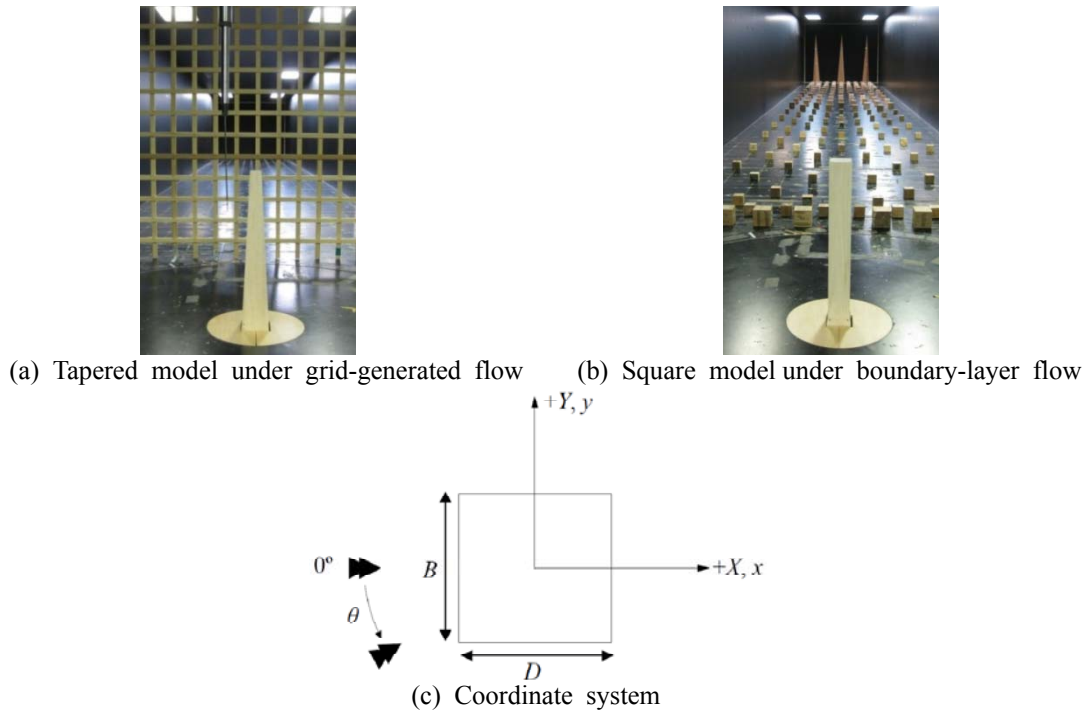 (a) Tapered model under grid-generated flow
(b) Square model under boundary-layer flow
+Y, y
0º
B
+X, x
θ
D
(c) Coordinate system